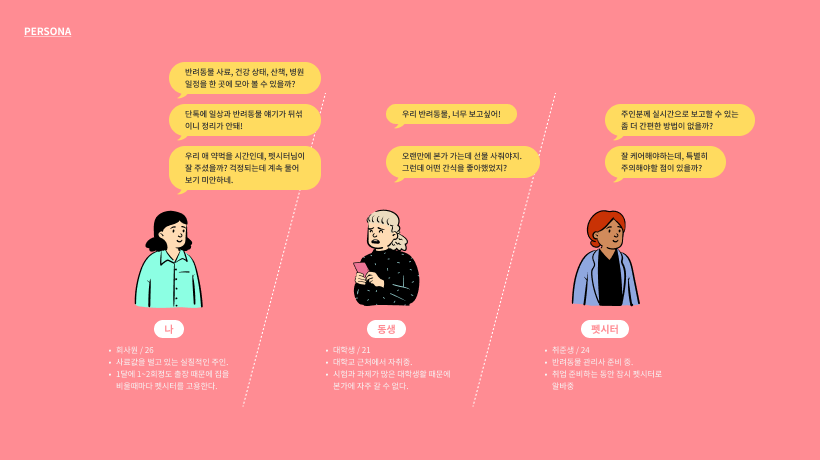 PERSONA
반려동물 사료, 건강 상태, 산책, 병원
일정을 한 곳에 모아 볼 수 있을까?
단톡에 일상과 반려동물 얘기가 뒤섞
이니 정리가 안돼!
우리 애 약먹을 시간인데, 펫시터님이
잘 주셨을까? 걱정되는데 계속 물어
보기 미안하네.
나
회사원 / 26
사료값을 벌고 있는 실질적인 주인.
1달에 1~2회정도 출장 때문에 집을
비울때마다 펫시터를 고용한다.
우리 반려동물, 너무 보고싶어!
오랜만에 본가 가는데 선물 사줘야지.
그런데 어떤 간식을 좋아했었지?
동생
대학생 / 21
대학교 근처에서 자취중.
시험과 과제가 많은 대학생활 때문에
본가에 자주 갈 수 없다.
주인분께 실시간으로 보고할 수 있는
좀 더 간편한 방법이 없을까?
잘 케어해야하는데, 특별히
주의해야할 점이 있을까?
펫시터
취준생 / 24
반려동물 관리사 준비 중.
취업 준비하는 동안 잠시 펫시터로
알바중